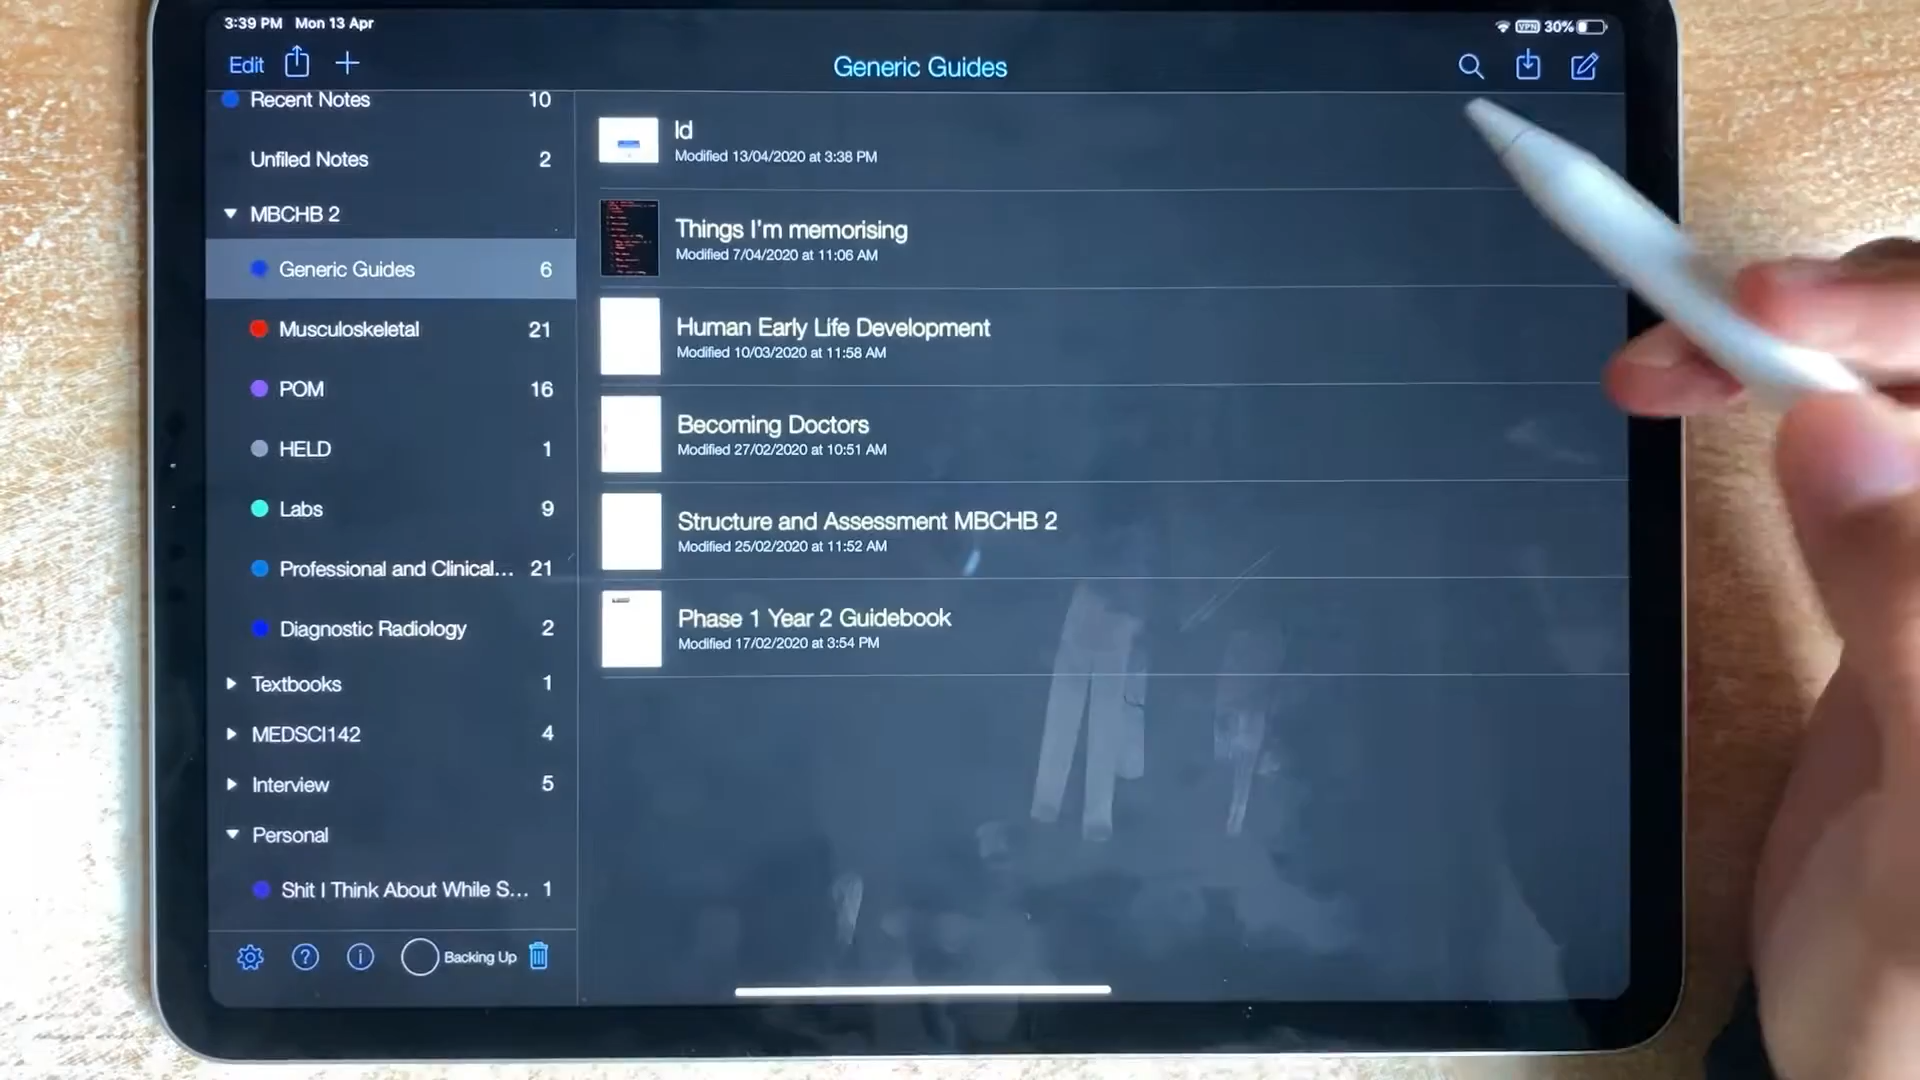 3:39 PM Mon 13 Apr
VPN 30%
Edit
Generic Guides
Recent Notes 10
Unfiled Notes 2
MBCHB 2
Generic Guides 6
Musculoskeletal 21
POM 16
HELD 1
Labs 9
Professional and Clinical... 21
Diagnostic Radiology 2
Textbooks 1
MEDSCI142 4
Interview 5
Personal
Shit I Think About While S... 1
Backing Up
Id
Modified 13/04/2020 at 3:38 PM
Things I'm memorising
Modified 7/04/2020 at 11:06 AM
Human Early Life Development
Modified 10/03/2020 at 11:58 AM
Becoming Doctors
Modified 27/02/2020 at 10:51 AM
Structure and Assessment MBCHB 2
Modified 25/02/2020 at 11:52 AM
Phase 1 Year 2 Guidebook
Modified 17/02/2020 at 3:54 PM